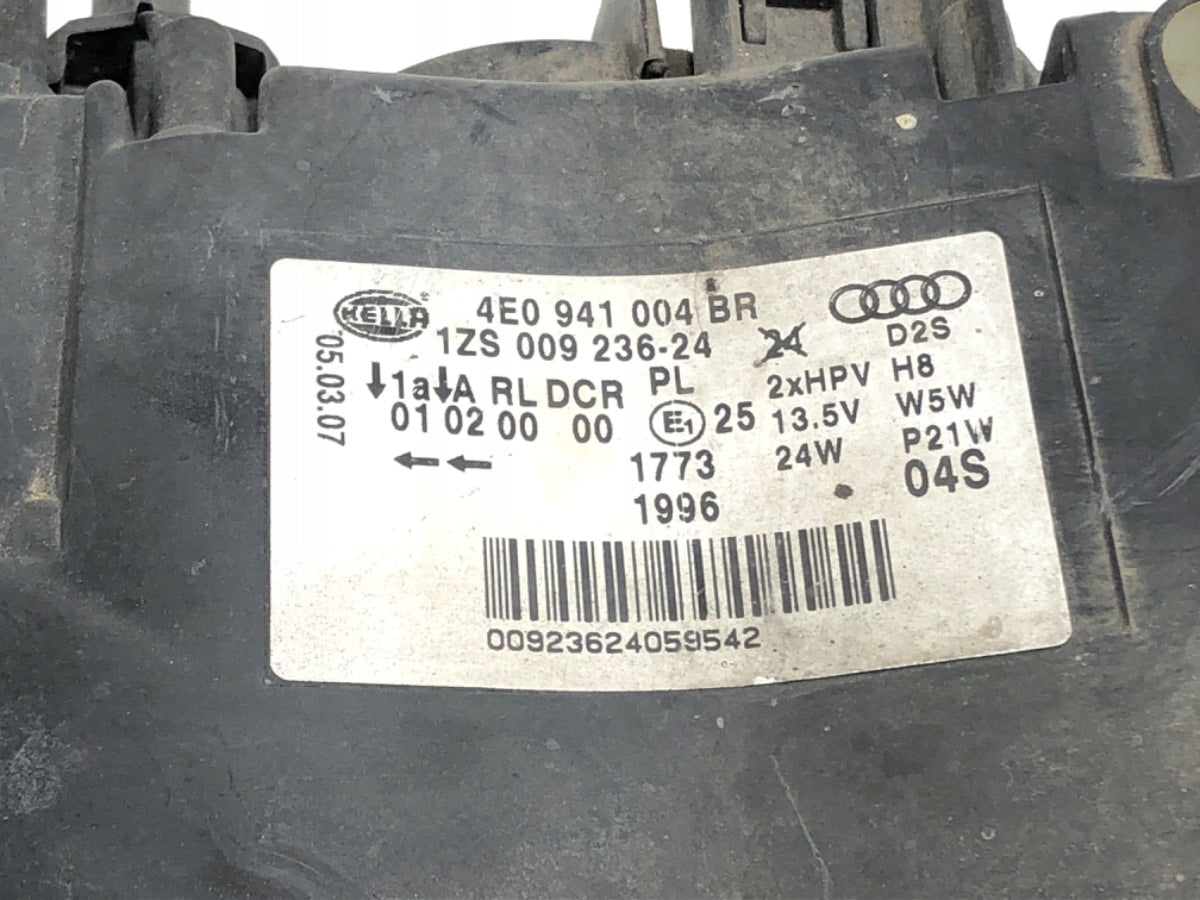 HELLA
4E0 941 004 BR
1ZS 009 236-24 24 D2S
05.03.07
↓1a↓A RL DCR PL 2xHPV H8
01 02 00 00 E1 25 13.5V W5W
←← 1773 24W P21W
1996 04S
00923624059542